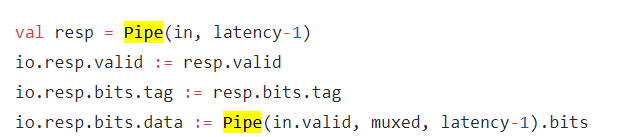 val resp = Pipe(in, latency-1)
io.resp.valid := resp.valid
io.resp.bits.tag := resp.bits.tag
io.resp.bits.data := Pipe(in.valid, muxed, latency-1).bits